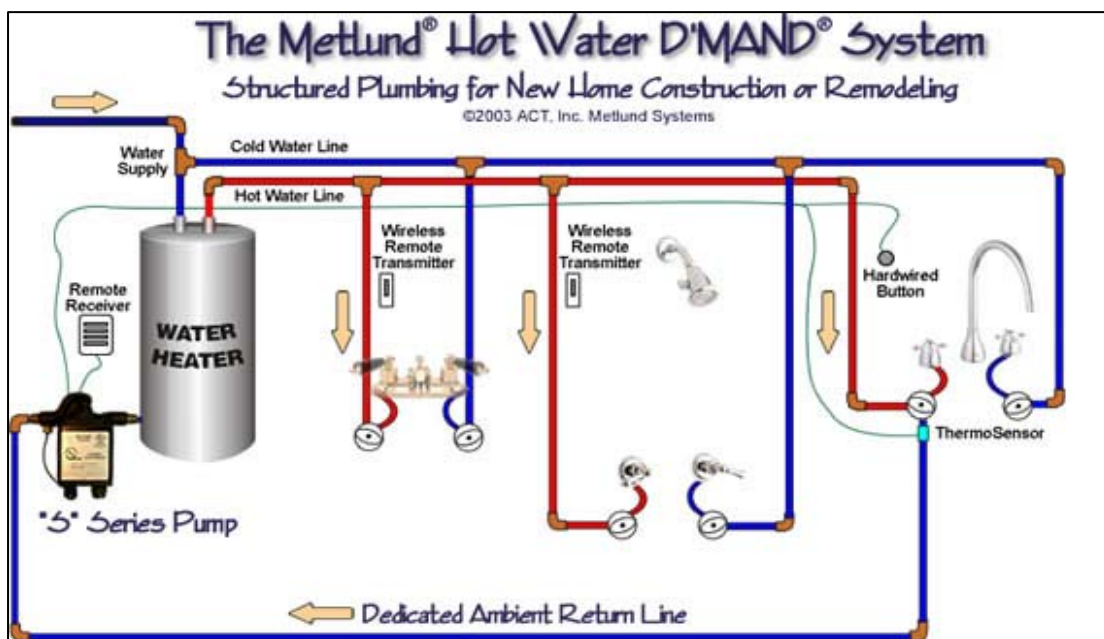 The Metlund® Hot Water D'MAND® System
Structured Plumbing for New Home Construction or Remodeling
©2003 ACT, Inc. Metlund Systems
Water
Supply
Cold Water Line
Hot Water Line
Wireless
Remote
Transmitter
Wireless
Remote
Transmitter
Hardwired
Button
Remote
Receiver
WATER
HEATER
ThermoSensor
"S" Series Pump
Dedicated Ambient Return Line